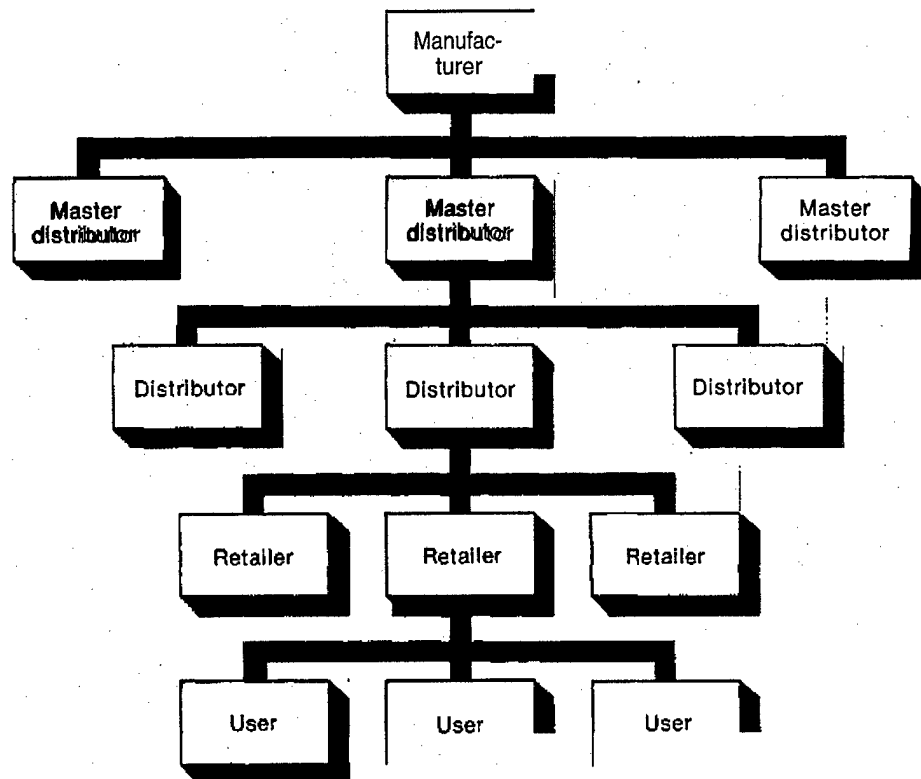 Manufac-
turer
Master
distributor
Master
distributor
Master
distributor
Distributor
Distributor
Distributor
Retailer
Retailer
Retailer
User
User
User